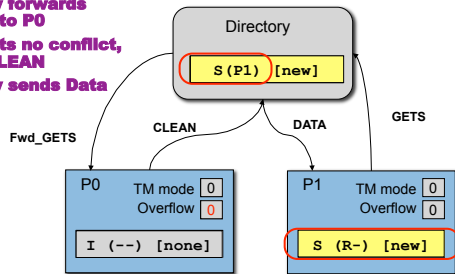 forwards
to P0
ts no conflict,
LEAN
sends Data
Directory
S(P1) [new]
Fwd_GETS
CLEAN
DATA
GETS
P0
TM mode 0
Overflow 0
I (--) [none]
P1
TM mode 0
Overflow 0
S (R-) [new]